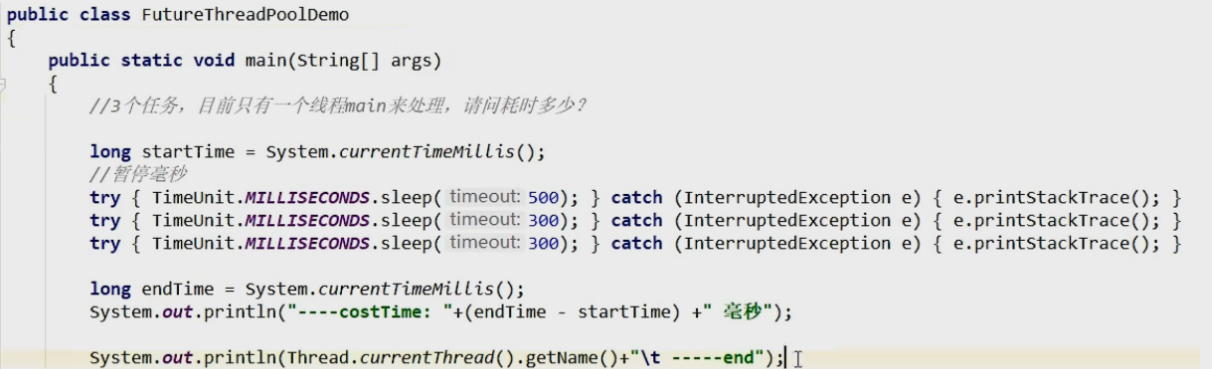 public class FutureThreadPoolDemo
{
public static void main(String[] args)
{
//3个任务，目前只有一个线程main来处理，请问耗时多少？
long startTime = System.currentTimeMillis();
//暂停毫秒
try { TimeUnit.MILLISECONDS.sleep( timeout: 500); } catch (InterruptedException e) { e.printStackTrace(); }
try { TimeUnit.MILLISECONDS.sleep( timeout: 300); } catch (InterruptedException e) { e.printStackTrace(); }
try { TimeUnit.MILLISECONDS.sleep( timeout: 300); } catch (InterruptedException e) { e.printStackTrace(); }
long endTime = System.currentTimeMillis();
System.out.println("----costTime: "+(endTime - startTime) +" 毫秒");
System.out.println(Thread.currentThread().getName()+"\t -----end");